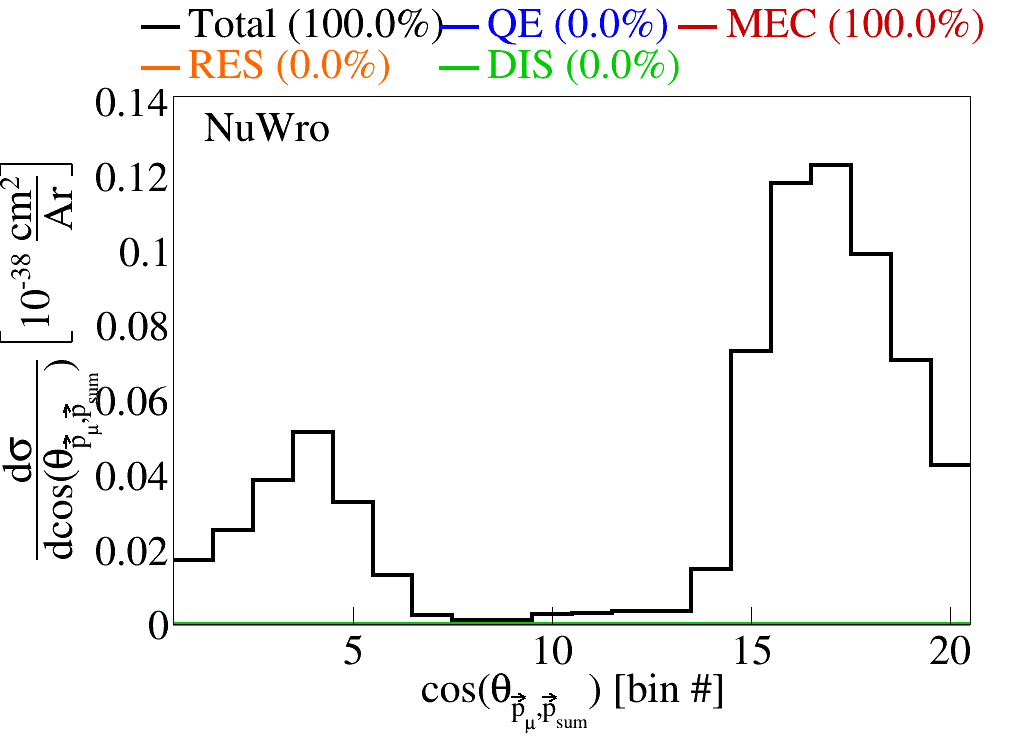 Total (100.0%) QE (0.0%) MEC (100.0%)
RES (0.0%) DIS (0.0%)
NuWro
dσ
dcos(θp⃗μ,p⃗sum)
[10-38 cm2
Ar]
0.14
0.12
0.1
0.08
0.06
0.04
0.02
0
5 10 15 20
cos(θp⃗μ,p⃗sum) [bin #]